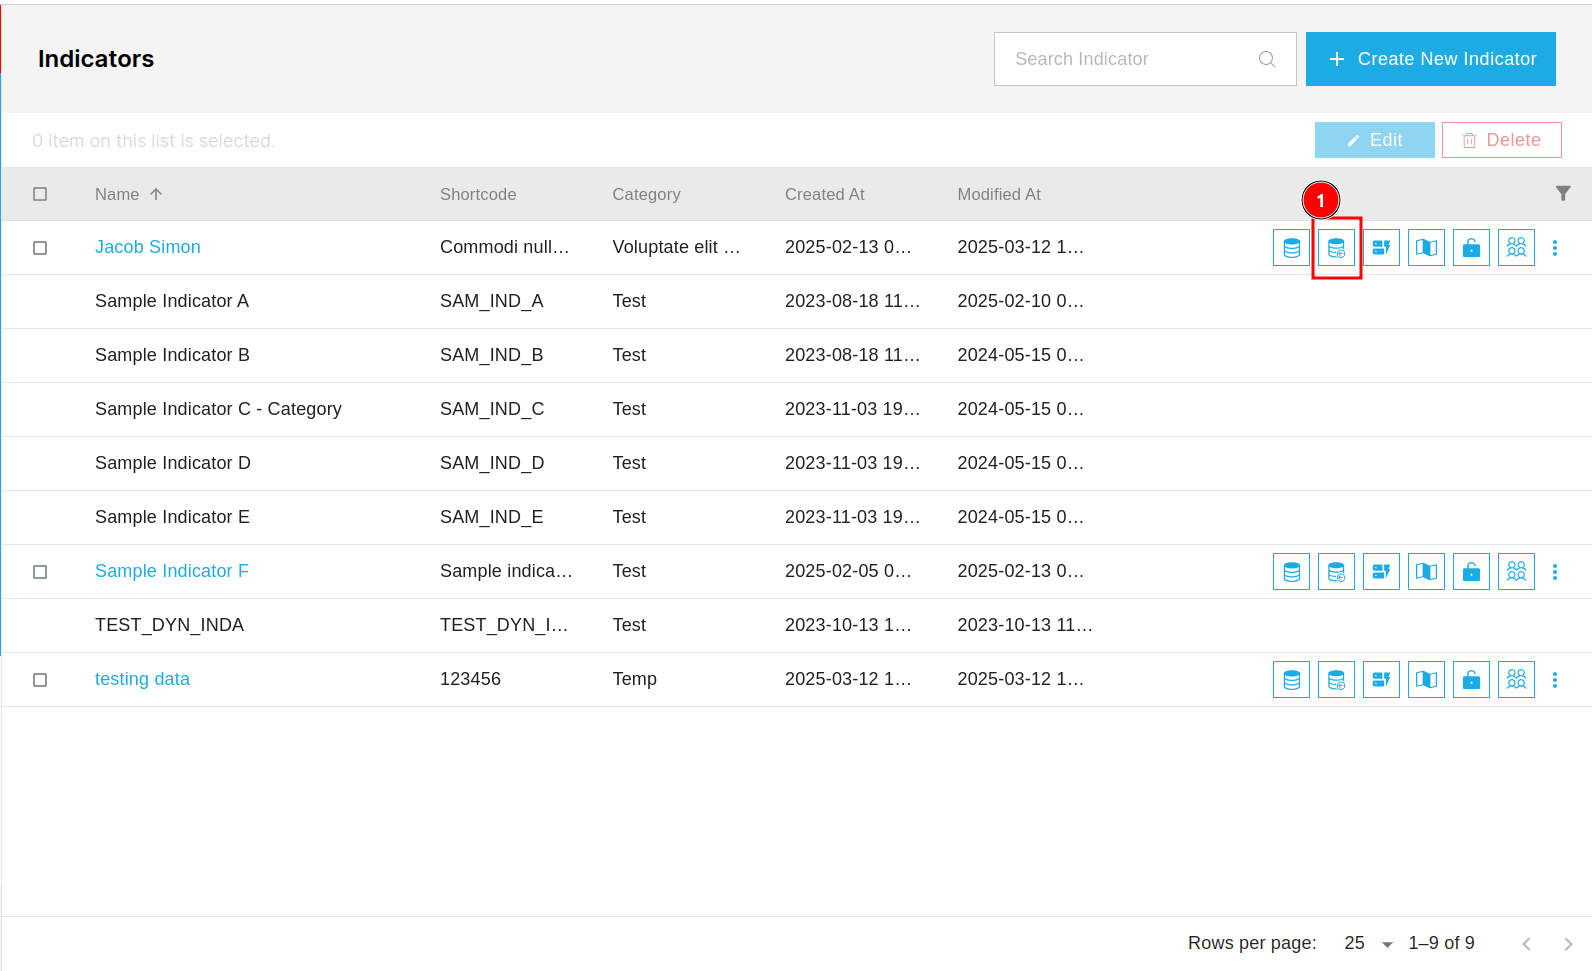 Indicators
Search Indicator
Create New Indicator
0 item on this list is selected.
Edit
Delete
Name Shortcode Category Created At Modified At
1
Jacob Simon Commodi null… Voluptate elit … 2025-02-13 0… 2025-03-12 1…
Sample Indicator A SAM_IND_A Test 2023-08-18 11… 2025-02-10 0…
Sample Indicator B SAM_IND_B Test 2023-08-18 11… 2024-05-15 0…
Sample Indicator C - Category SAM_IND_C Test 2023-11-03 19… 2024-05-15 0…
Sample Indicator D SAM_IND_D Test 2023-11-03 19… 2024-05-15 0…
Sample Indicator E SAM_IND_E Test 2023-11-03 19… 2024-05-15 0…
Sample Indicator F Sample indica… Test 2025-02-05 0… 2025-02-13 0…
TEST_DYN_INDA TEST_DYN_I… Test 2023-10-13 1… 2023-10-13 11…
testing data 123456 Temp 2025-03-12 1… 2025-03-12 1…
Rows per page: 25 1–9 of 9